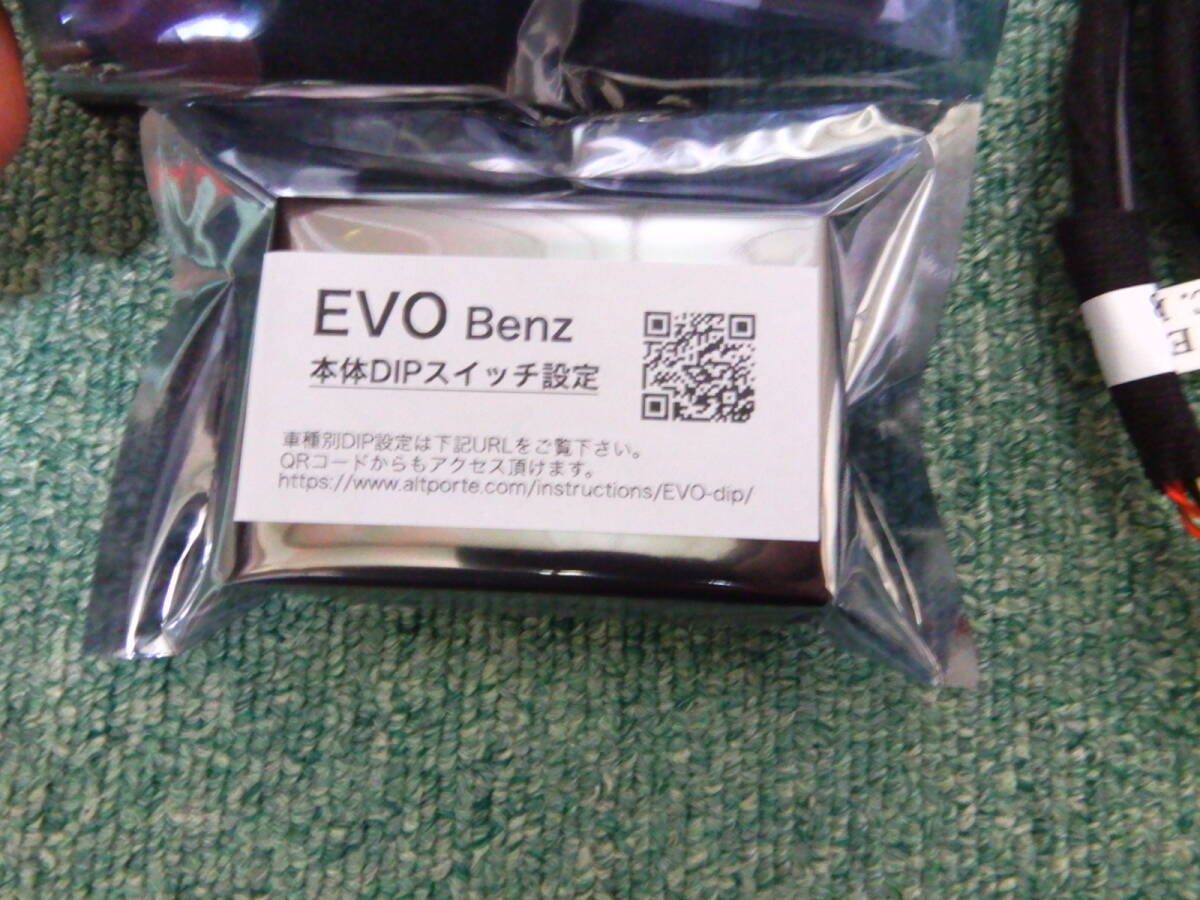 EVO Benz
本体DIPスイッチ設定
車種別DIP設定は下記URLをご覧下さい。
QRコードからもアクセス頂けます。
https://www.altporte.com/instructions/EVO-dip/